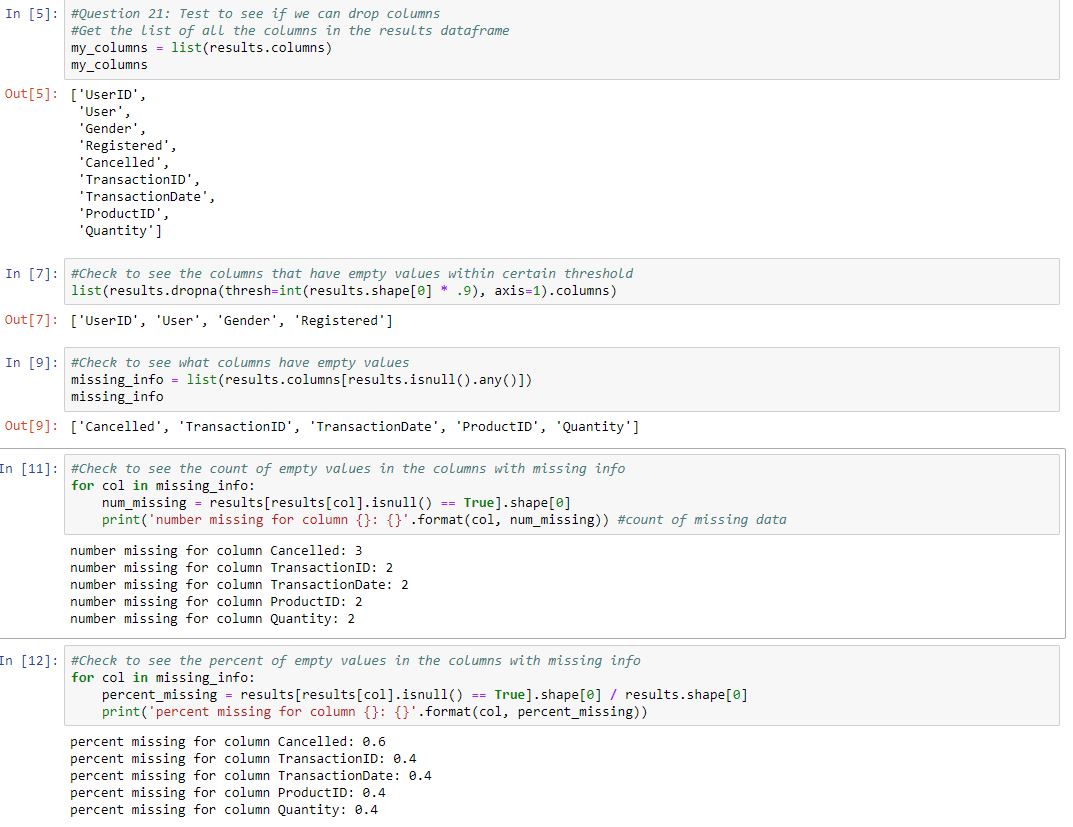 In [5]: #Question 21: Test to see if we can drop columns
#Get the list of all the columns in the results dataframe
my_columns = list(results.columns)
my_columns
Out[5]: ['UserID',
'User',
'Gender',
'Registered',
'Cancelled',
'TransactionID',
'TransactionDate',
'ProductID',
'Quantity']
In [7]: #Check to see the columns that have empty values within certain threshold
list(results.dropna(thresh=int(results.shape[0] * .9), axis=1).columns)
Out[7]: ['UserID', 'User', 'Gender', 'Registered']
In [9]: #Check to see what columns have empty values
missing_info = list(results.columns[results.isnull().any()])
missing_info
Out[9]: ['Cancelled', 'TransactionID', 'TransactionDate', 'ProductID', 'Quantity']
In [11]: #Check to see the count of empty values in the columns with missing info
for col in missing_info:
    num_missing = results[results[col].isnull() == True].shape[0]
    print('number missing for column {}: {}'.format(col, num_missing)) #count of missing data
number missing for column Cancelled: 3
number missing for column TransactionID: 2
number missing for column TransactionDate: 2
number missing for column ProductID: 2
number missing for column Quantity: 2
In [12]: #Check to see the percent of empty values in the columns with missing info
for col in missing_info:
    percent_missing = results[results[col].isnull() == True].shape[0] / results.shape[0]
    print('percent missing for column {}: {}'.format(col, percent_missing))
percent missing for column Cancelled: 0.6
percent missing for column TransactionID: 0.4
percent missing for column TransactionDate: 0.4
percent missing for column ProductID: 0.4
percent missing for column Quantity: 0.4